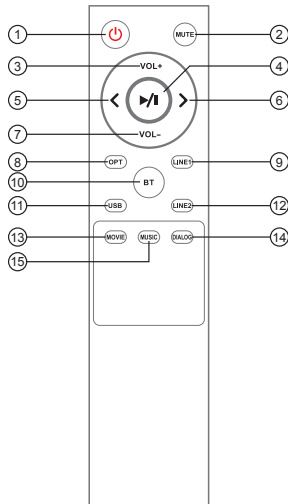 1
2
MUTE
3
VOL+
4
5
6
7
VOL–
8
OPT
LINE1
9
10
BT
11
USB
LINE2
12
13
MOVIE
MUSIC
DIALOG
14
15